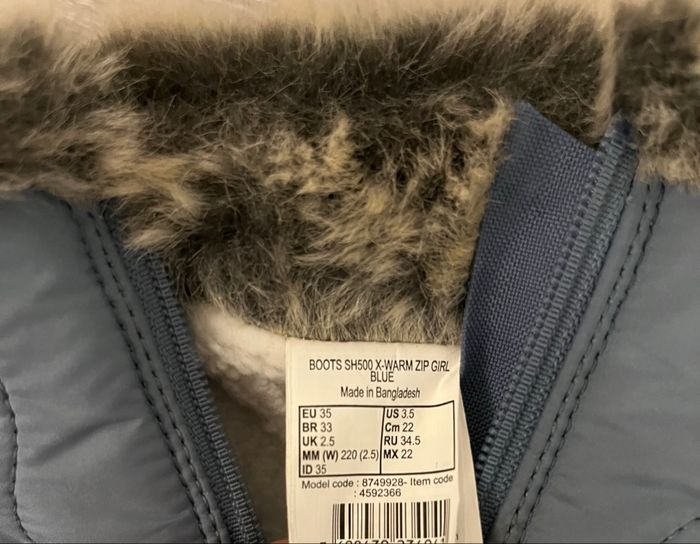 BOOTS SH500 X-WARM ZIP GIRL
BLUE
Made in Bangladesh
EU 35 US 3.5
BR 33 Cm 22
UK 2.5 RU 34.5
MM (W) 220 (2.5) MX 22
ID 35
Model code : 8749928- Item code
: 4592366